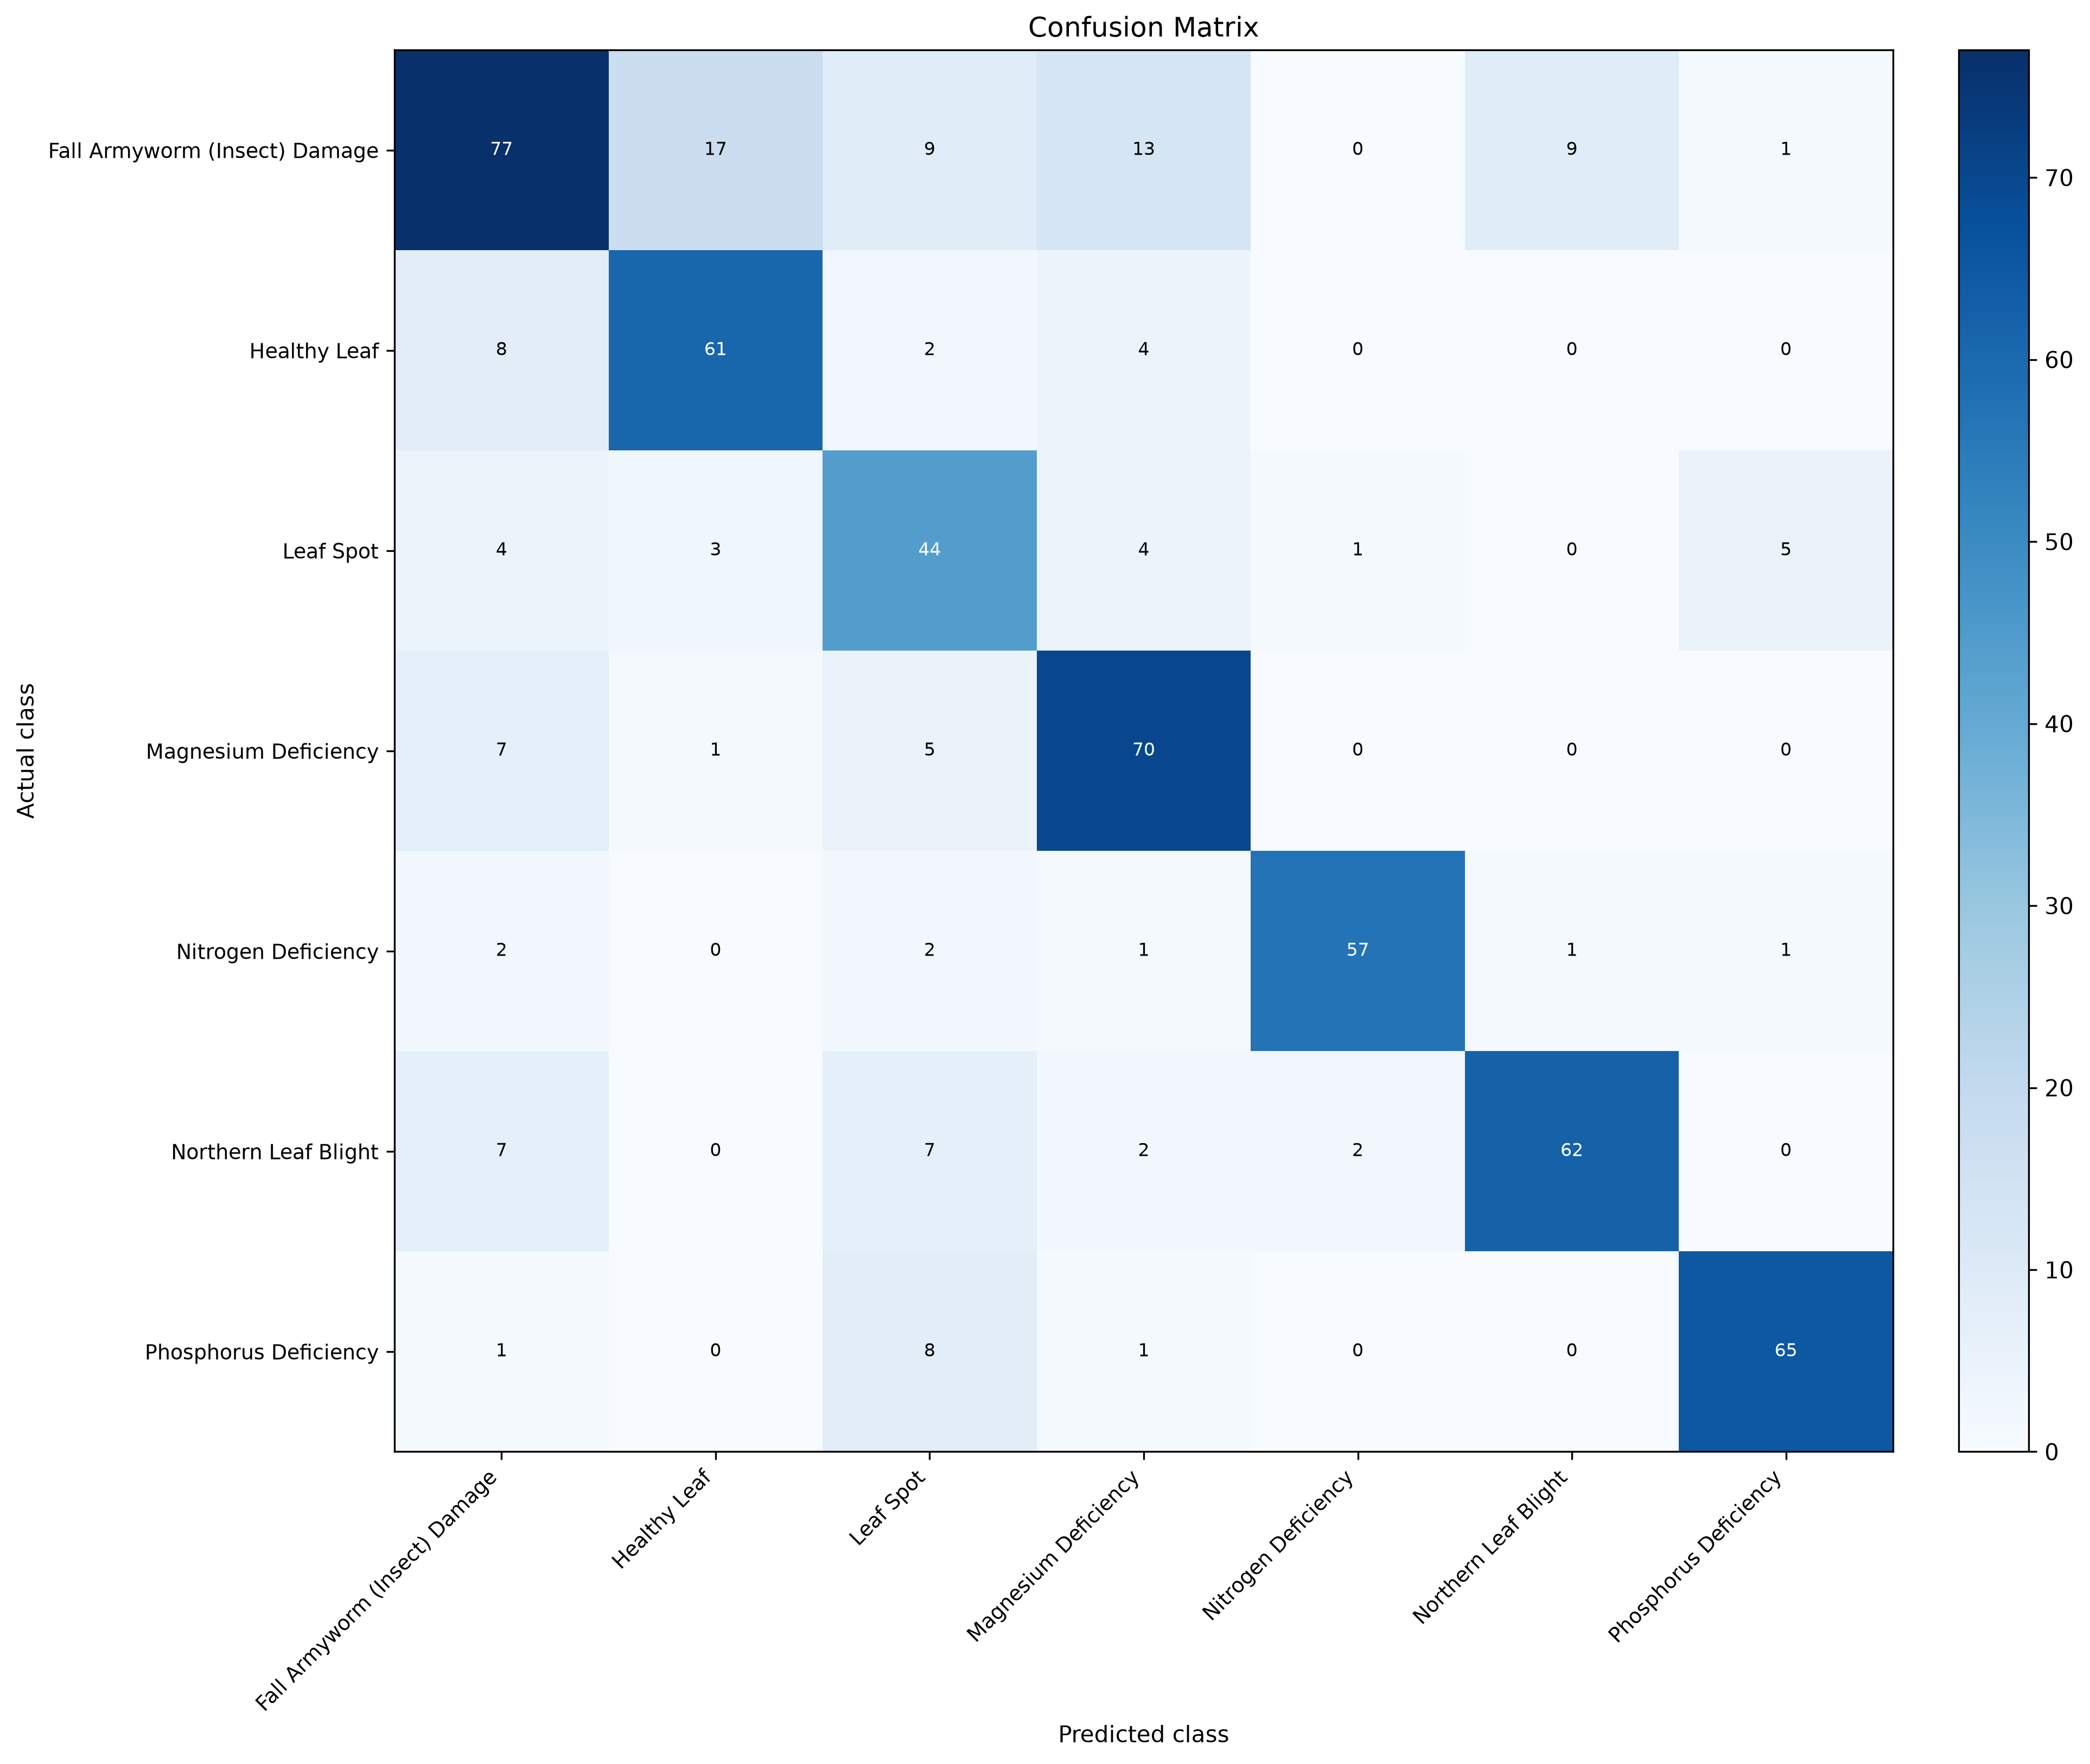 Confusion Matrix
Fall Armyworm (Insect) Damage 77 17 9 13 0 9 1
Healthy Leaf 8 61 2 4 0 0 0
Leaf Spot 4 3 44 4 1 0 5
Magnesium Deficiency 7 1 5 70 0 0 0
Nitrogen Deficiency 2 0 2 1 57 1 1
Northern Leaf Blight 7 0 7 2 2 62 0
Phosphorus Deficiency 1 0 8 1 0 0 65
Actual class
Fall Armyworm (Insect) Damage
Healthy Leaf
Leaf Spot
Magnesium Deficiency
Nitrogen Deficiency
Northern Leaf Blight
Phosphorus Deficiency
Predicted class
70
60
50
40
30
20
10
0